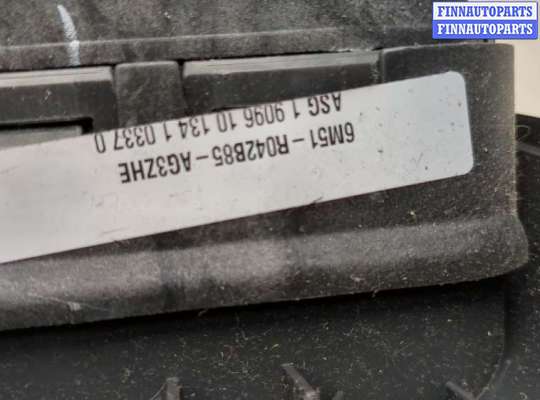 FINNAUTOPARTS
FINNAUTOPARTS
6M51-R042B85-AG3ZHE
ASG 1 9096 10 134 1 0337 0